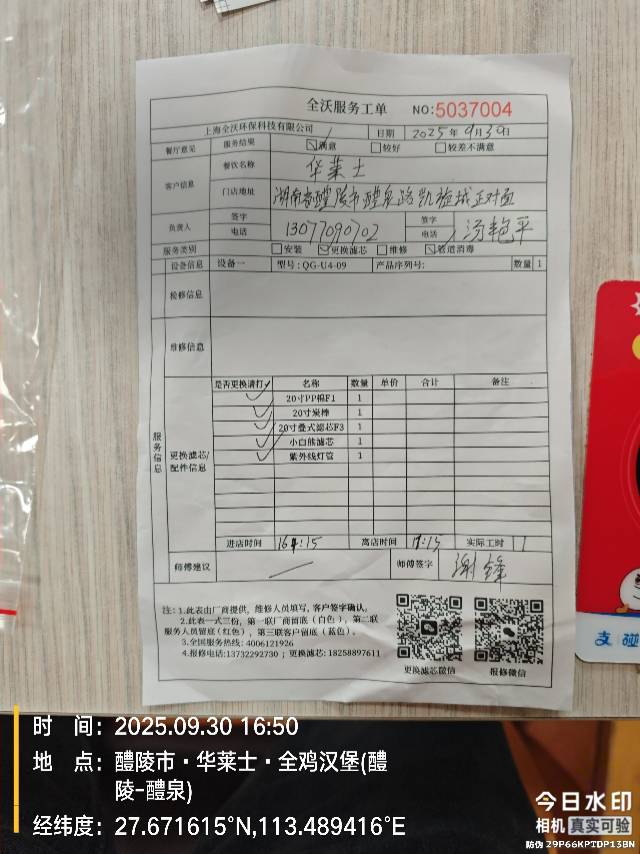 全沃服务工单 NO:5037004
上海全沃环保科技有限公司 日期 2025年9月30日
餐厅意见 服务结果 满意 较好 较差不满意
客户信息 餐饮名称 华莱士
门店地址 湖南省醴陵市醴泉路凯旋城正对面
负责人 签字 电话 13077090702 签字 电话 汤艳平
服务类别 安装 更换滤芯 维修 管道消毒
设备信息 设备一 型号:QG-U4-09 产品序列号: 数量 1
检修信息
维修信息
服务信息 更换滤芯/配件信息
是否更换请打√ 名称 数量 单价 合计 备注
✓ 20寸PP棉F1 1
✓ 20寸炭棒 1
✓ 20寸叠式滤芯F3 1
✓ 小白熊滤芯 1
✓ 紫外线灯管 1
进店时间 离店时间 实际工时 1
师傅建议 师傅签字 谢锋
注:1.此表由厂商提供,维修人员填写,客户签字确认。
2.此表一式三份,第一联厂商留底(白色),第二联
服务人员留底(红色),第三联客户留底(蓝色)。
3.全国服务热线:4006121926
4.报修电话:13732292730;更换滤芯:18258897611
更换滤芯微信 报修微信
支 碰
时 间:2025.09.30 16:50
地 点:醴陵市·华莱士·全鸡汉堡(醴
陵-醴泉)
经纬度:27.671615°N,113.489416°E
今日水印
相机 真实可验
防伪 29P66KPTDP13BN